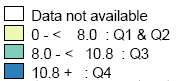 Data not available
0 - < 8.0 : Q1 & Q2
8.0 - < 10.8 : Q3
10.8 + : Q4